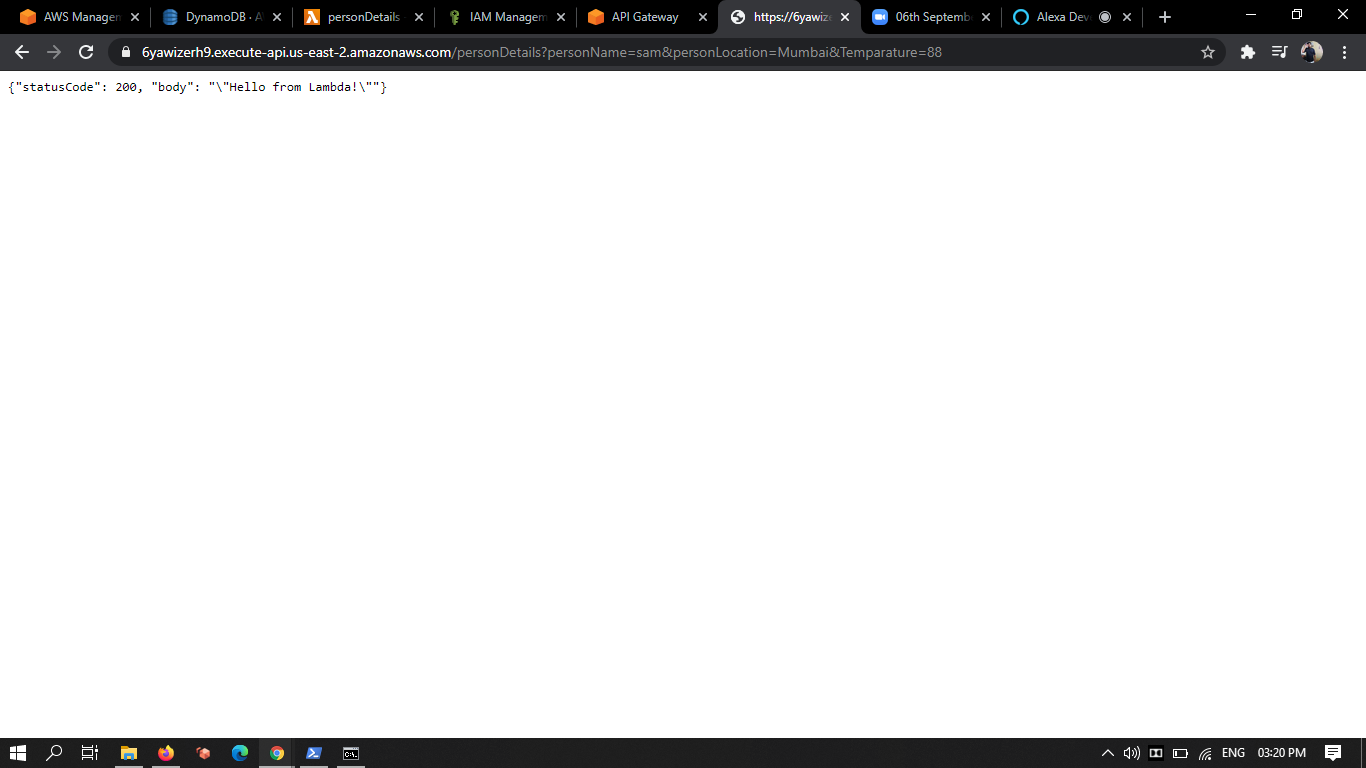 AWS Managem
DynamoDB · A
personDetails
IAM Managem
API Gateway
https://6yawize
06th Septemb
Alexa Dev
6yawizerh9.execute-api.us-east-2.amazonaws.com/personDetails?personName=sam&personLocation=Mumbai&Temparature=88
{"statusCode": 200, "body": "\"Hello from Lambda!\""}
ENG
03:20 PM